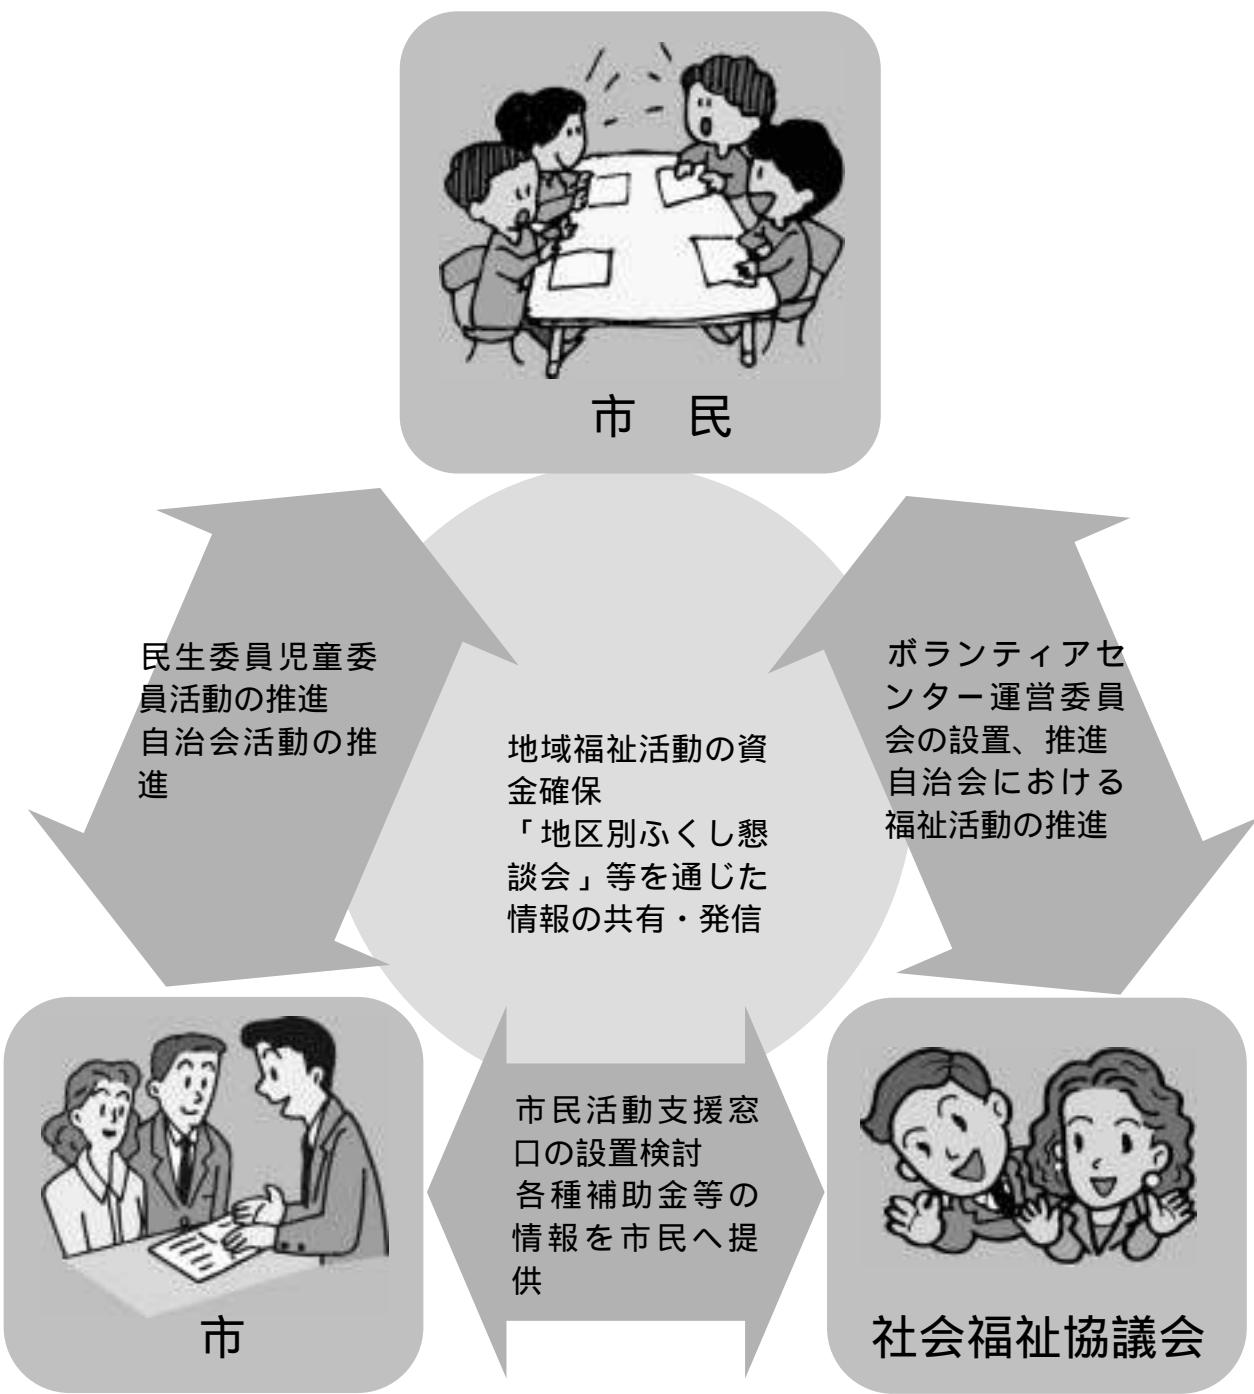 市　民
民生委員児童委
員活動の推進
自治会活動の推
進
ボランティアセ
ンター運営委員
会の設置、推進
自治会における
福祉活動の推進
地域福祉活動の資
金確保
「地区別ふくし懇
談会」等を通じた
情報の共有・発信
市民活動支援窓
口の設置検討
各種補助金等の
情報を市民へ提
供
市
社会福祉協議会